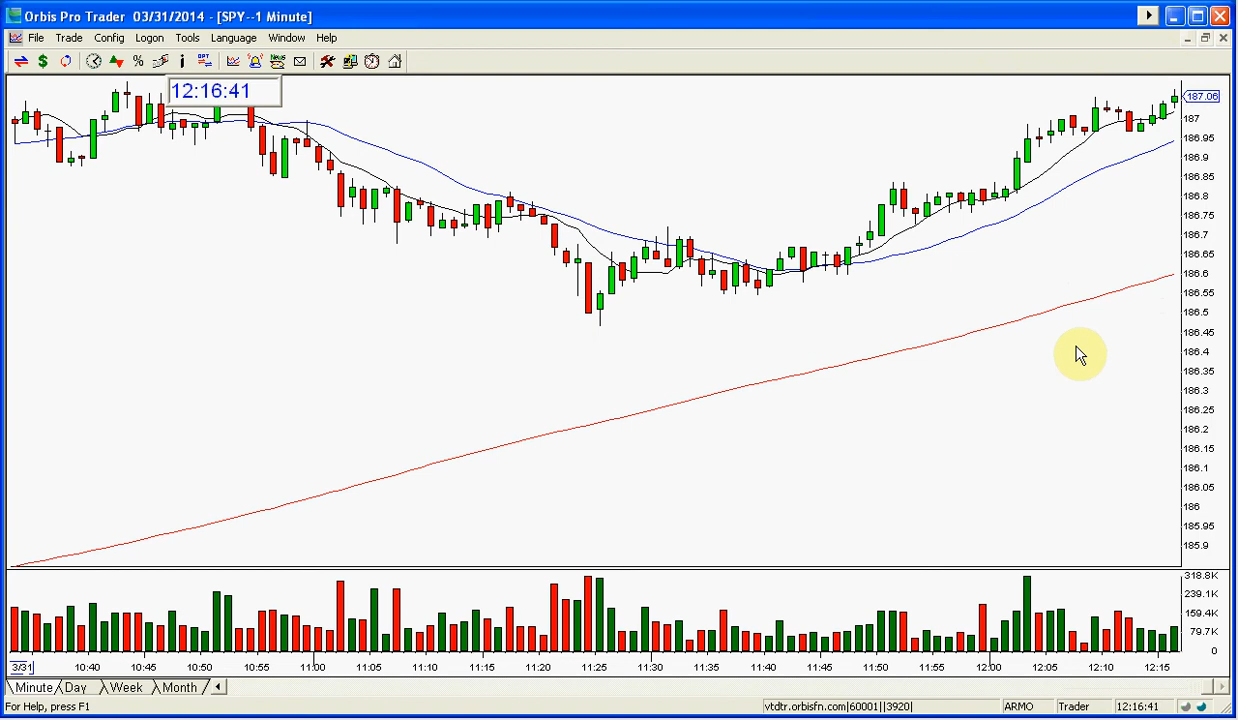 Orbis Pro Trader 03/31/2014 - [SPY--1 Minute]
File Trade Config Logon Tools Language Window Help
$ % i OPT News
12:16:41
187.06
187
186.95
186.9
186.85
186.8
186.75
186.7
186.65
186.6
186.55
186.5
186.45
186.4
186.35
186.3
186.25
186.2
186.15
186.1
186.05
186
185.95
185.9
318.8K
239.1K
159.4K
79.7K
0
3/31 10:40 10:45 10:50 10:55 11:00 11:05 11:10 11:15 11:20 11:25 11:30 11:35 11:40 11:45 11:50 11:55 12:00 12:05 12:10 12:15
Minute Day Week Month
For Help, press F1 vtdtr.orbisfn.com|60001||3920| ARMO Trader 12:16:41